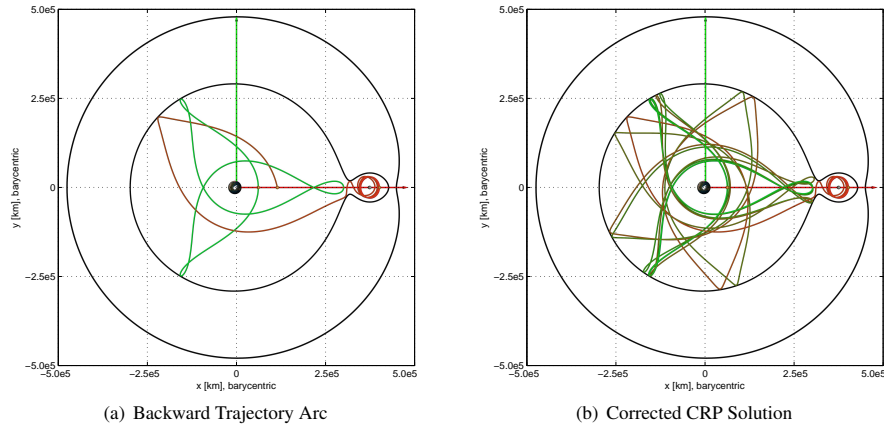 5.0e5
2.5e5
0
−2.5e5
−5.0e5
y [km], barycentric
−5.0e5 −2.5e5 0 2.5e5 5.0e5
x [km], barycentric
(a) Backward Trajectory Arc
5.0e5
2.5e5
0
−2.5e5
−5.0e5
y [km], barycentric
−5.0e5 −2.5e5 0 2.5e5 5.0e5
x [km], barycentric
(b) Corrected CRP Solution